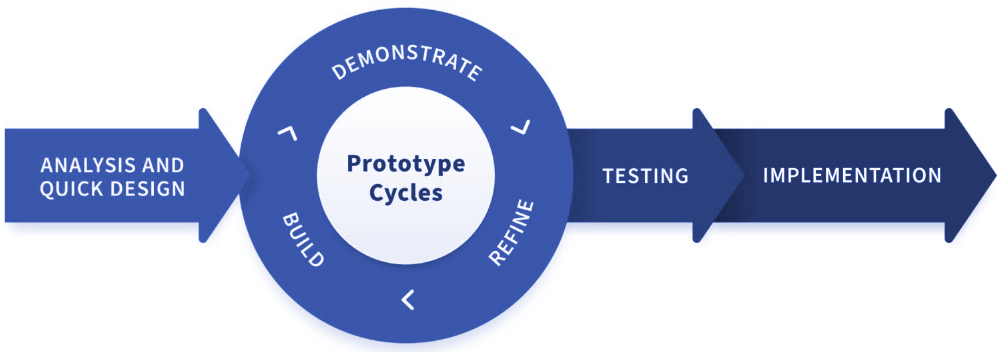 ANALYSIS AND
QUICK DESIGN
DEMONSTRATE
Prototype
Cycles
BUILD
REFINE
TESTING
IMPLEMENTATION